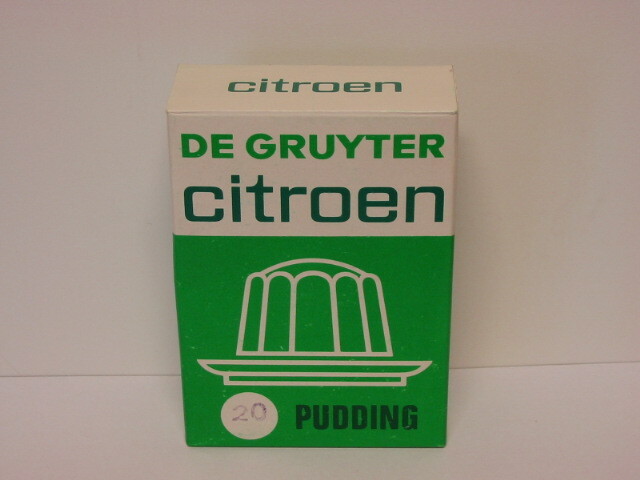 citroen
DE GRUYTER
citroen
20 PUDDING